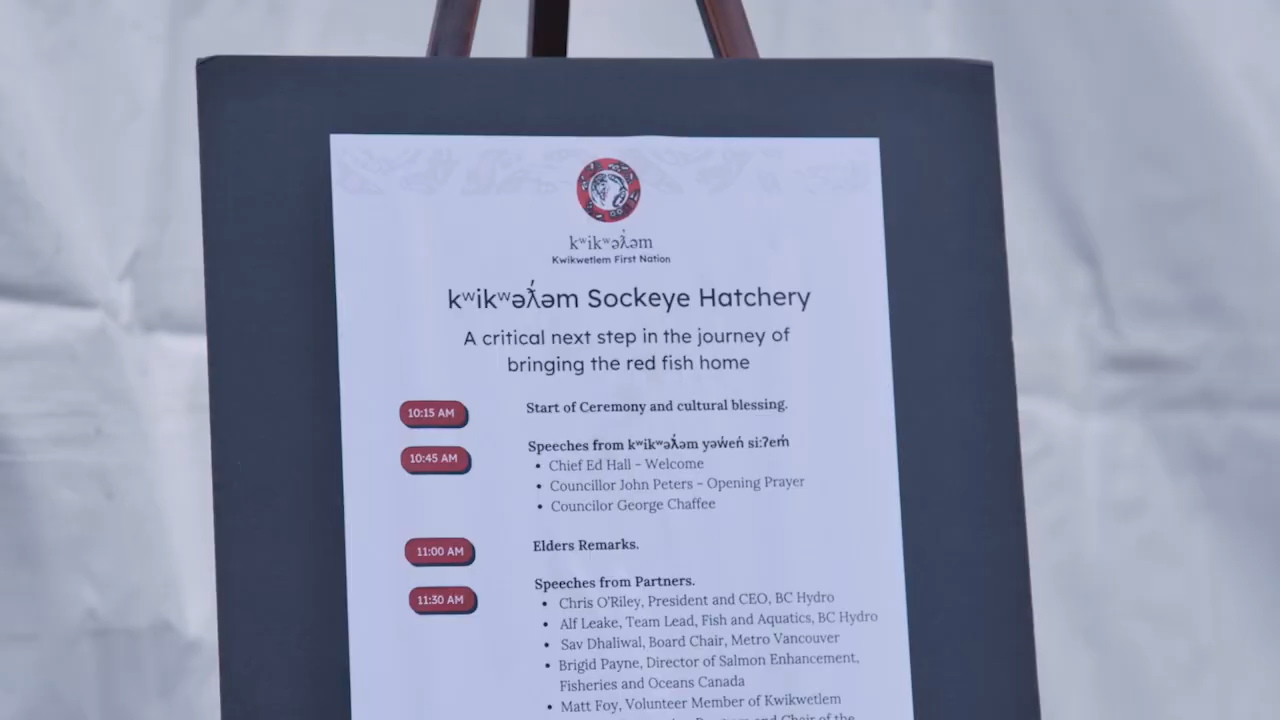 kʷikʷəƛ̓əm
Kwikwetlem First Nation
kʷikʷəƛ̓əm Sockeye Hatchery
A critical next step in the journey of
bringing the red fish home
10:15 AM Start of Ceremony and cultural blessing.
10:45 AM Speeches from kʷikʷəƛ̓əm yəw̓en̓ si:ʔem̓
• Chief Ed Hall – Welcome
• Councillor John Peters – Opening Prayer
• Councilor George Chaffee
11:00 AM Elders Remarks.
11:30 AM Speeches from Partners.
• Chris O'Riley, President and CEO, BC Hydro
• Alf Leake, Team Lead, Fish and Aquatics, BC Hydro
• Sav Dhaliwal, Board Chair, Metro Vancouver
• Brigid Payne, Director of Salmon Enhancement,
Fisheries and Oceans Canada
• Matt Foy, Volunteer Member of Kwikwetlem
and Chair of the